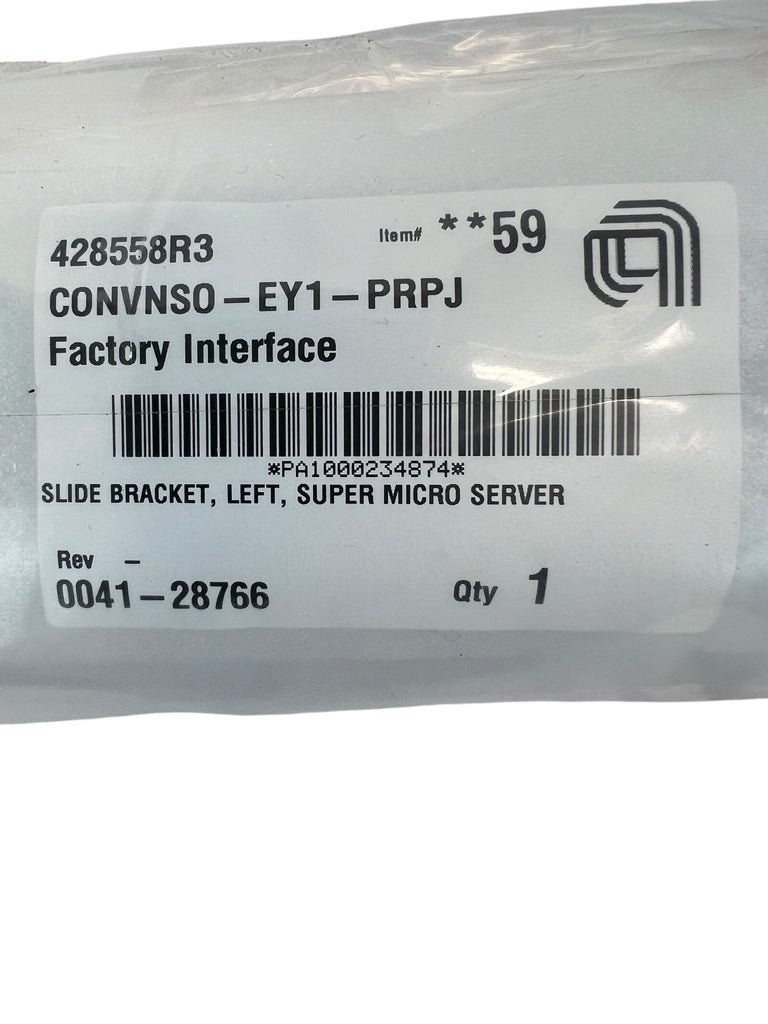 428558R3 Item# **59
CONVNSO-EY1-PRPJ
Factory Interface
*PA1000234874*
SLIDE BRACKET, LEFT, SUPER MICRO SERVER
Rev -
0041-28766 Qty 1